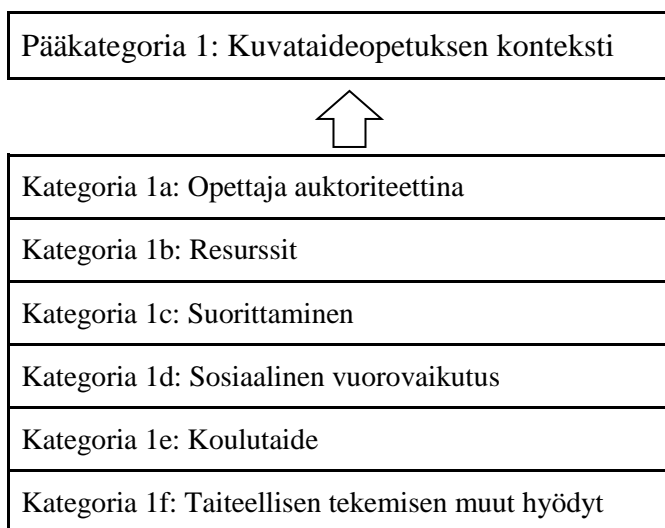 Pääkategoria 1: Kuvataideopetuksen konteksti
Kategoria 1a: Opettaja auktoriteettina
Kategoria 1b: Resurssit
Kategoria 1c: Suorittaminen
Kategoria 1d: Sosiaalinen vuorovaikutus
Kategoria 1e: Koulutaide
Kategoria 1f: Taiteellisen tekemisen muut hyödyt